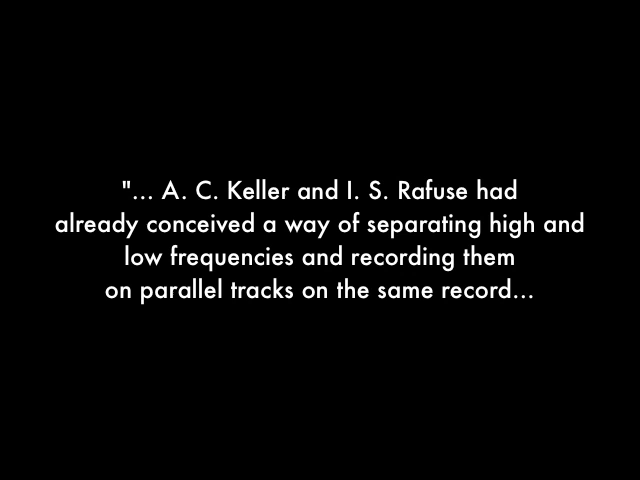 "... A. C. Keller and I. S. Rafuse had
already conceived a way of separating high and
low frequencies and recording them
on parallel tracks on the same record...